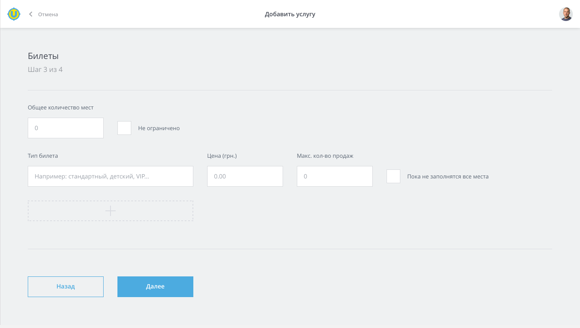 Отмена
Добавить услугу
Билеты
Шаг 3 из 4
Общее количество мест
0
Не ограничено
Тип билета
Цена (грн.)
Макс. кол-во продаж
Например: стандартный, детский, VIP...
0.00
0
Пока не заполнятся все места
Назад
Далее